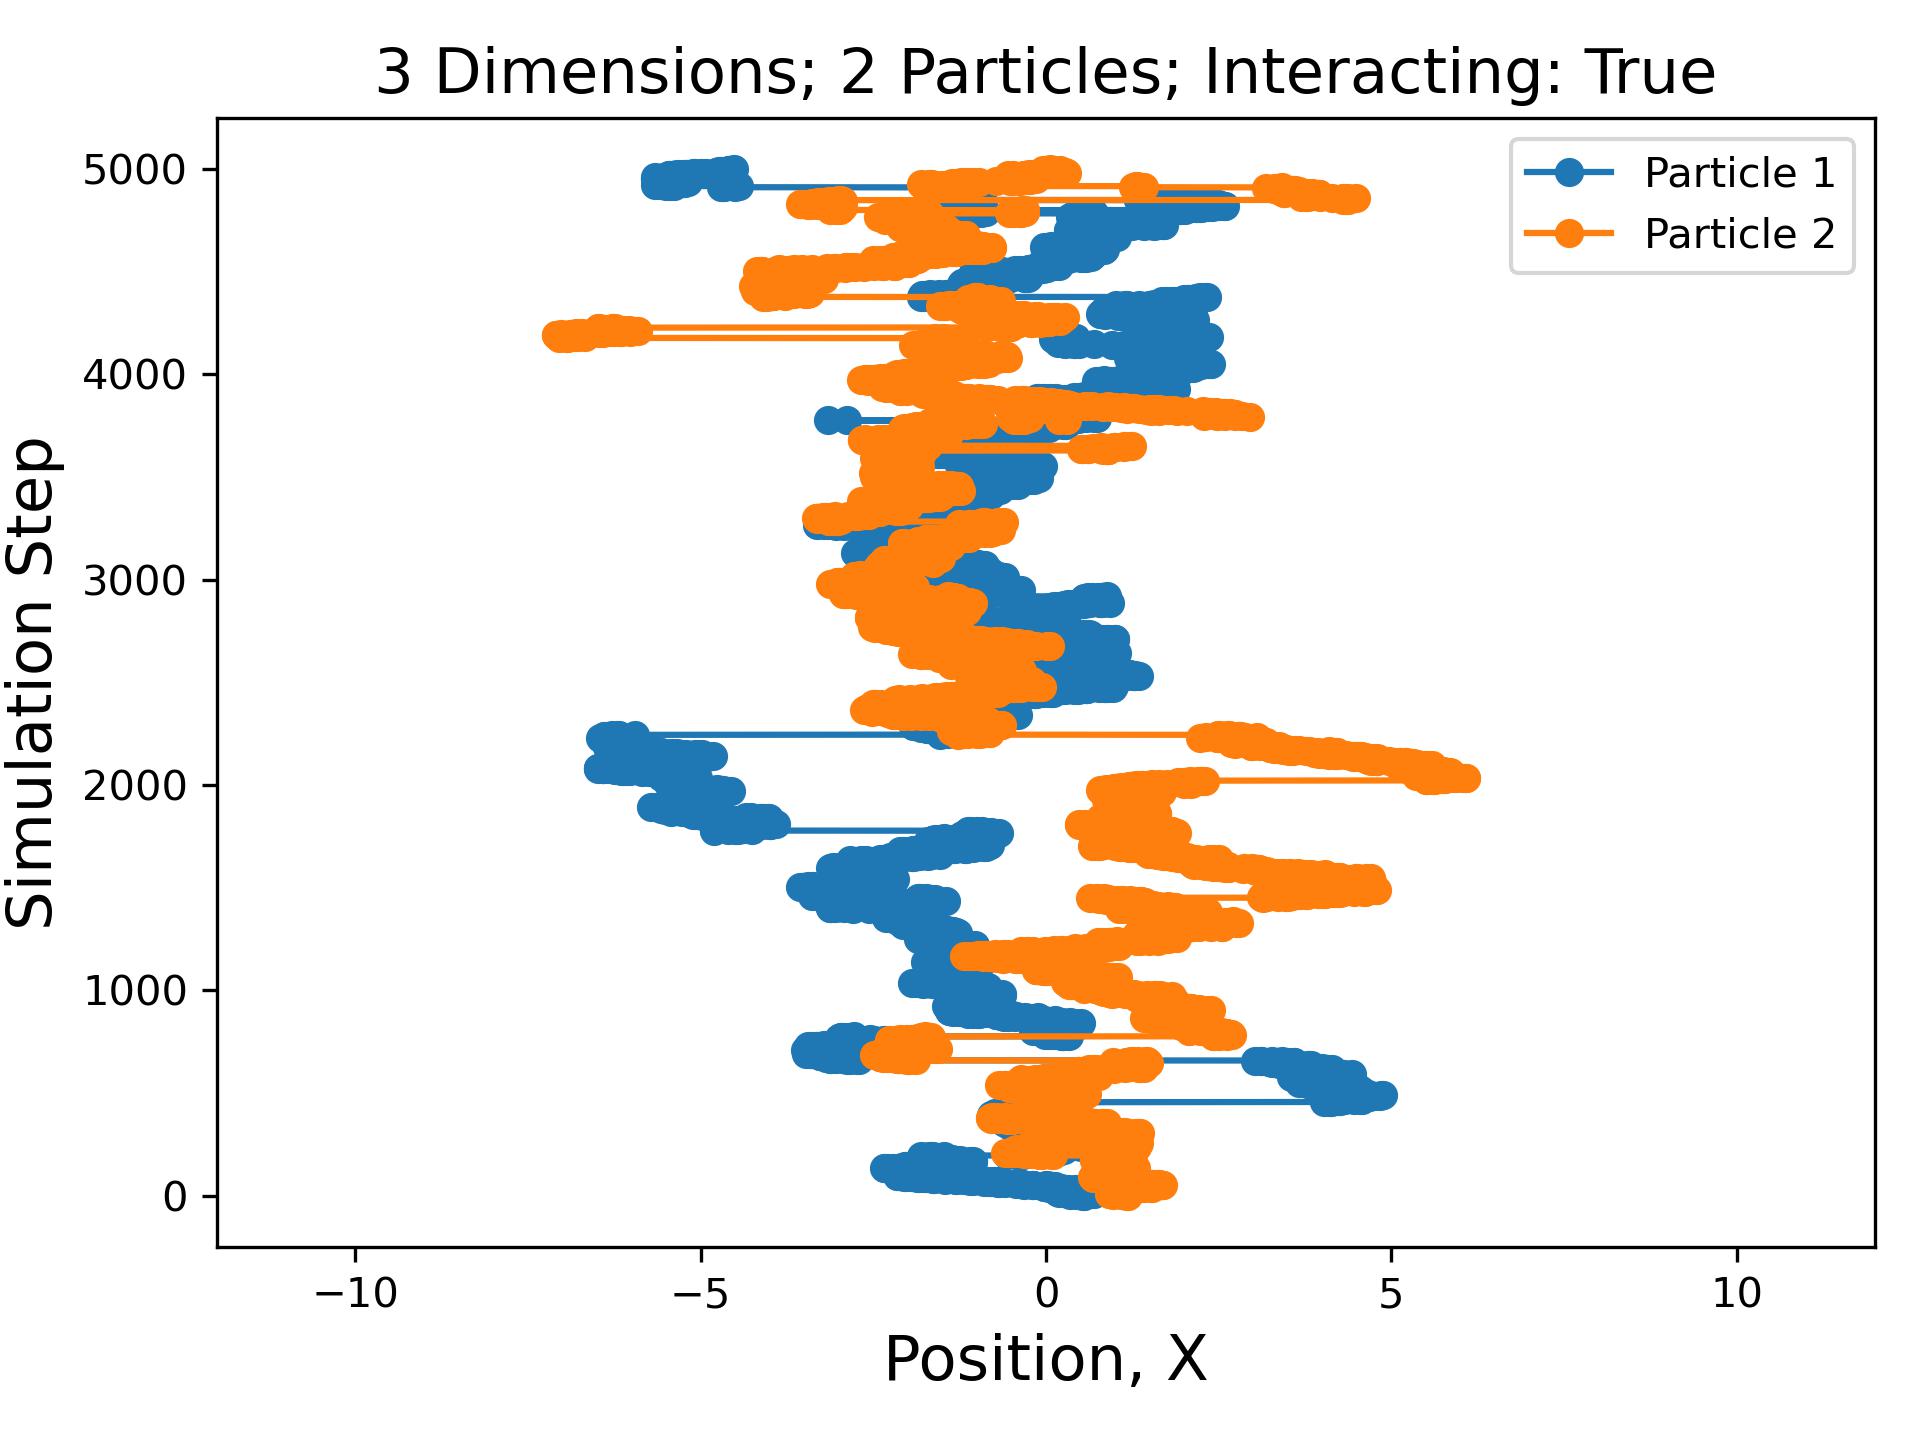 3 Dimensions; 2 Particles; Interacting: True
Particle 1
Particle 2
Simulation Step
5000
4000
3000
2000
1000
0
−10
−5
0
5
10
Position, X